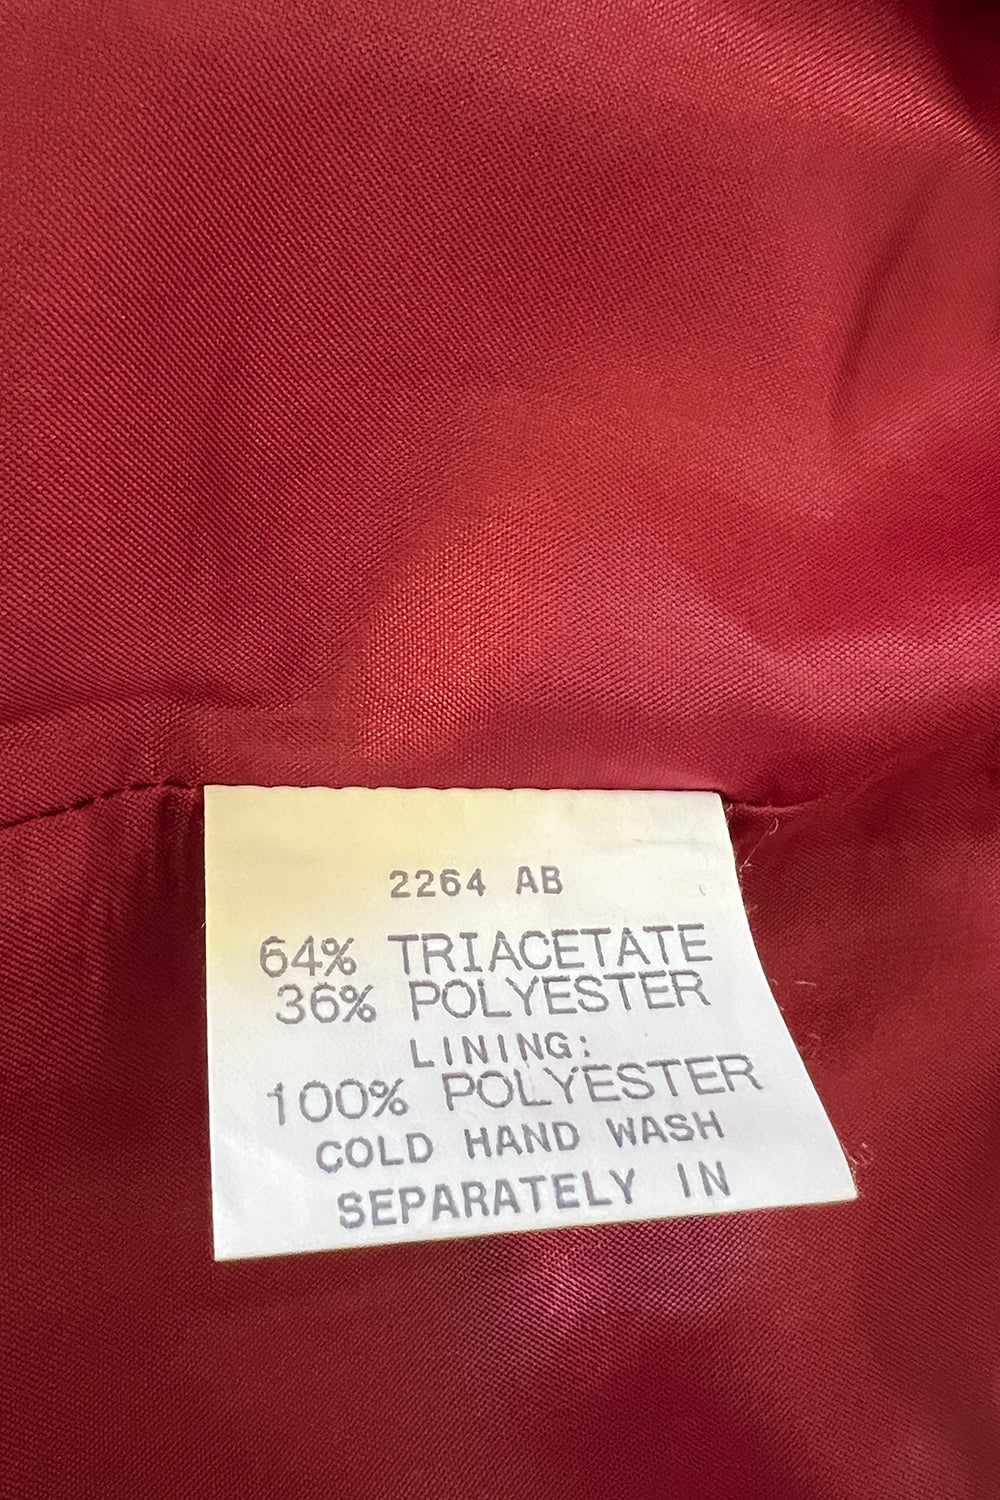 2264 AB
64% TRIACETATE
36% POLYESTER
LINING:
100% POLYESTER
COLD HAND WASH
SEPARATELY IN